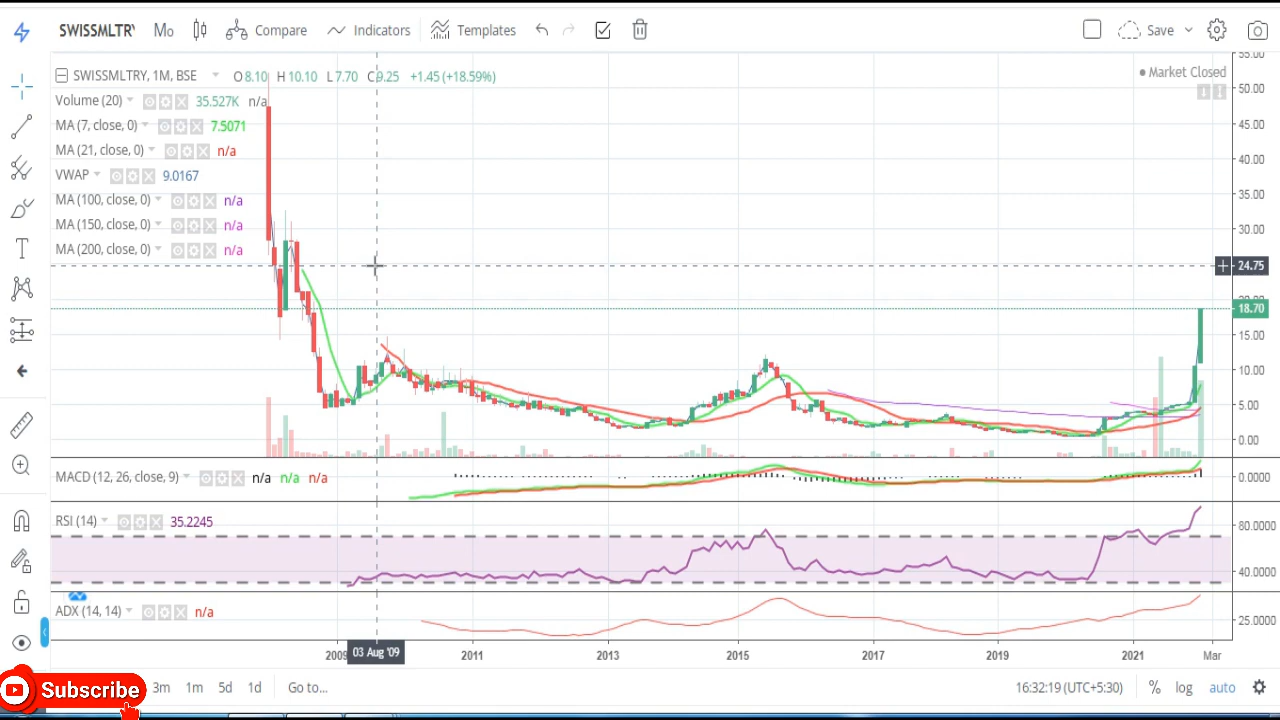 SWISSMLTRY Mo Compare Indicators Templates Save
SWISSMLTRY, 1M, BSE O8.10 H10.10 L7.70 C9.25 +1.45 (+18.59%)
Market Closed
Volume (20) 35.527K n/a
MA (7, close, 0) 7.5071
MA (21, close, 0) n/a
VWAP 9.0167
MA (100, close, 0) n/a
MA (150, close, 0) n/a
MA (200, close, 0) n/a
55.00
50.00
45.00
40.00
35.00
30.00
24.75
20.00
18.70
15.00
10.00
5.00
0.00
MACD (12, 26, close, 9) n/a n/a n/a
0.0000
RSI (14) 35.2245
80.0000
40.0000
ADX (14, 14) n/a
25.0000
2009 03 Aug '09 2011 2013 2015 2017 2019 2021 Mar
Subscribe
3m 1m 5d 1d Go to...
16:32:19 (UTC+5:30) % log auto